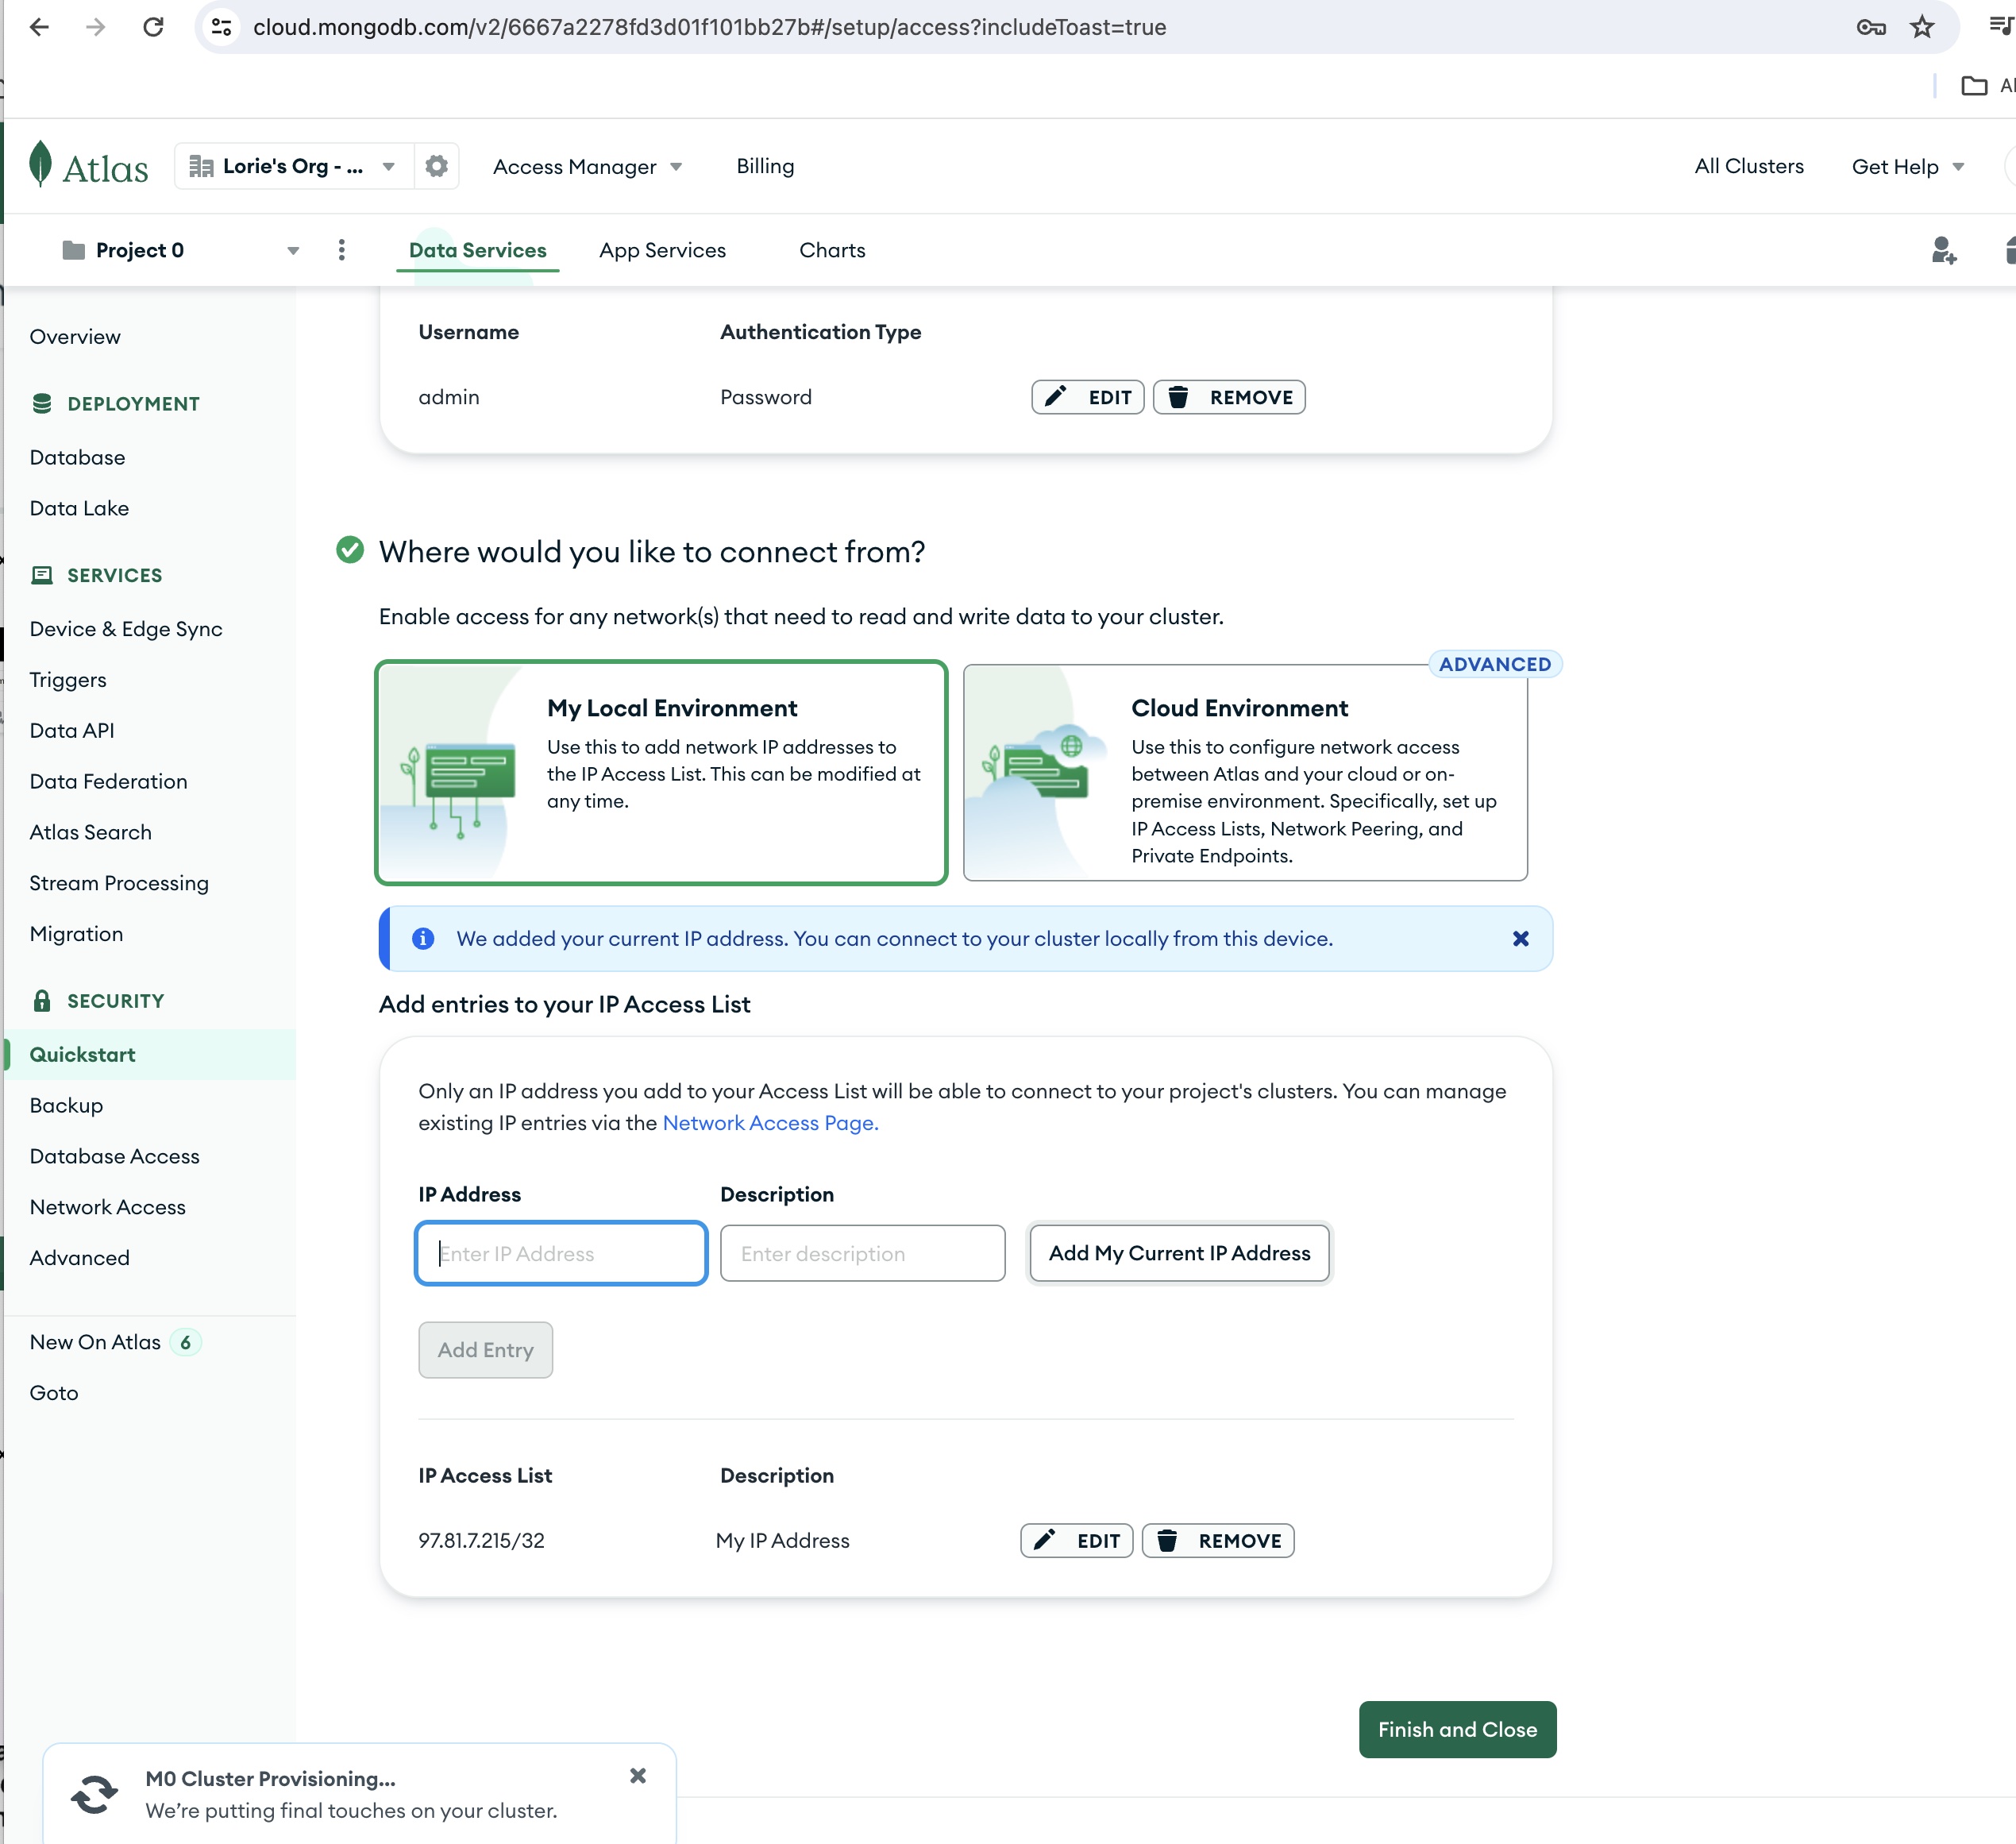 cloud.mongodb.com/v2/6667a2278fd3d01f101bb27b#/setup/access?includeToast=true
Atlas
Lorie's Org - ...
Access Manager
Billing
All Clusters
Get Help
Project 0
Data Services
App Services
Charts
Overview
DEPLOYMENT
Database
Data Lake
SERVICES
Device & Edge Sync
Triggers
Data API
Data Federation
Atlas Search
Stream Processing
Migration
SECURITY
Quickstart
Backup
Database Access
Network Access
Advanced
New On Atlas 6
Goto
Username Authentication Type
admin Password EDIT REMOVE
Where would you like to connect from?
Enable access for any network(s) that need to read and write data to your cluster.
My Local Environment
Use this to add network IP addresses to
the IP Access List. This can be modified at
any time.
ADVANCED
Cloud Environment
Use this to configure network access
between Atlas and your cloud or on-
premise environment. Specifically, set up
IP Access Lists, Network Peering, and
Private Endpoints.
We added your current IP address. You can connect to your cluster locally from this device.
Add entries to your IP Access List
Only an IP address you add to your Access List will be able to connect to your project's clusters. You can manage
existing IP entries via the Network Access Page.
IP Address Description
Enter IP Address Enter description Add My Current IP Address
Add Entry
IP Access List Description
97.81.7.215/32 My IP Address EDIT REMOVE
Finish and Close
M0 Cluster Provisioning...
We're putting final touches on your cluster.